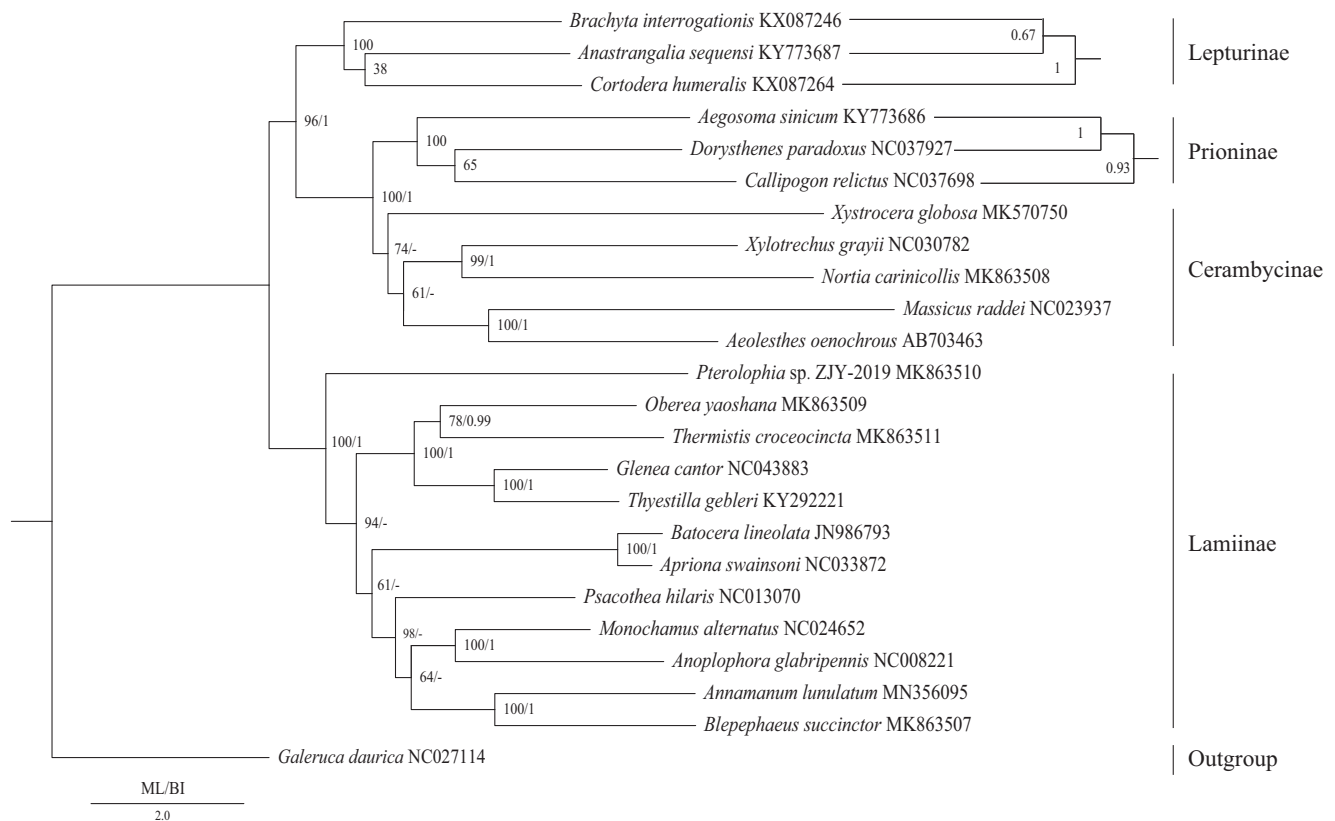 Brachyta interrogationis KX087246
0.67
Lepturinae
100
Anastrangalia sequensi KY773687
38
1
Cortodera humeralis KX087264
96/1
Aegosoma sinicum KY773686
1
100
Dorysthenes paradoxus NC037927
Prioninae
65
0.93
Callipogon relictus NC037698
100/1
Xystrocera globosa MK570750
74/-
Xylotrechus grayii NC030782
99/1
Cerambycinae
Nortia carinicollis MK863508
61/-
Massicus raddei NC023937
100/1
Aeolesthes oenochrous AB703463
Pterolophia sp. ZJY-2019 MK863510
Oberea yaoshana MK863509
78/0.99
Thermistis croceocincta MK863511
100/1
100/1
Glenea cantor NC043883
100/1
Thyestilla gebleri KY292221
94/-
Batocera lineolata JN986793
100/1
Lamiinae
Apriona swainsoni NC033872
61/-
Psacothea hilaris NC013070
98/-
Monochamus alternatus NC024652
100/1
Anoplophora glabripennis NC008221
64/-
Annamanum lunulatum MN356095
100/1
Blepephaeus succinctor MK863507
Galeruca daurica NC027114
Outgroup
ML/BI
2.0